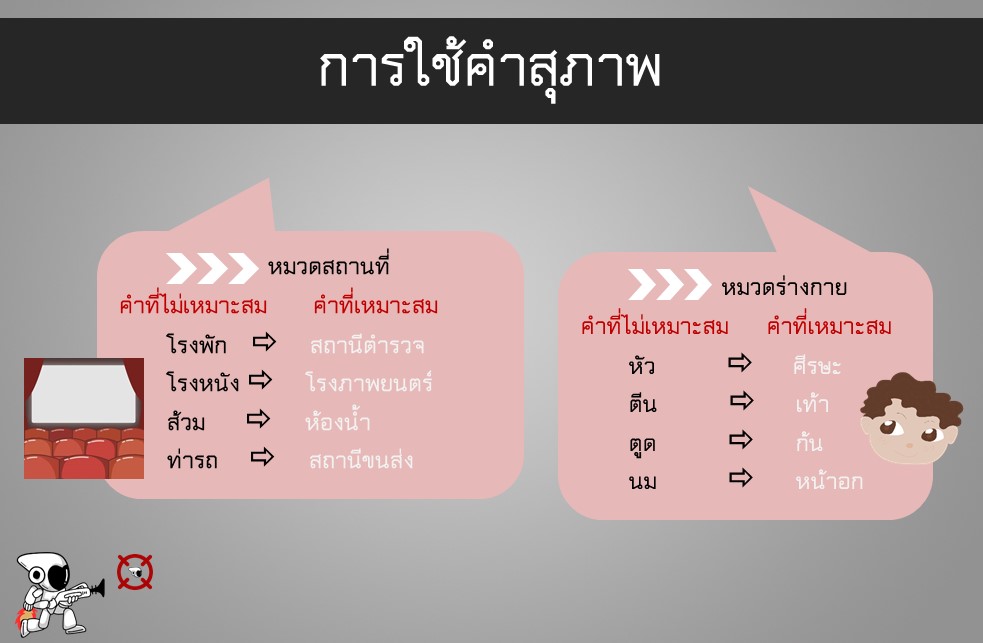 การใช้คำสุภาพ
หมวดสถานที่
คำที่ไม่เหมาะสม คำที่เหมาะสม
โรงพัก สถานีตำรวจ
โรงหนัง โรงภาพยนตร์
ส้วม ห้องน้ำ
ท่ารถ สถานีขนส่ง
หมวดร่างกาย
คำที่ไม่เหมาะสม คำที่เหมาะสม
หัว ศีรษะ
ตีน เท้า
ตูด ก้น
นม หน้าอก